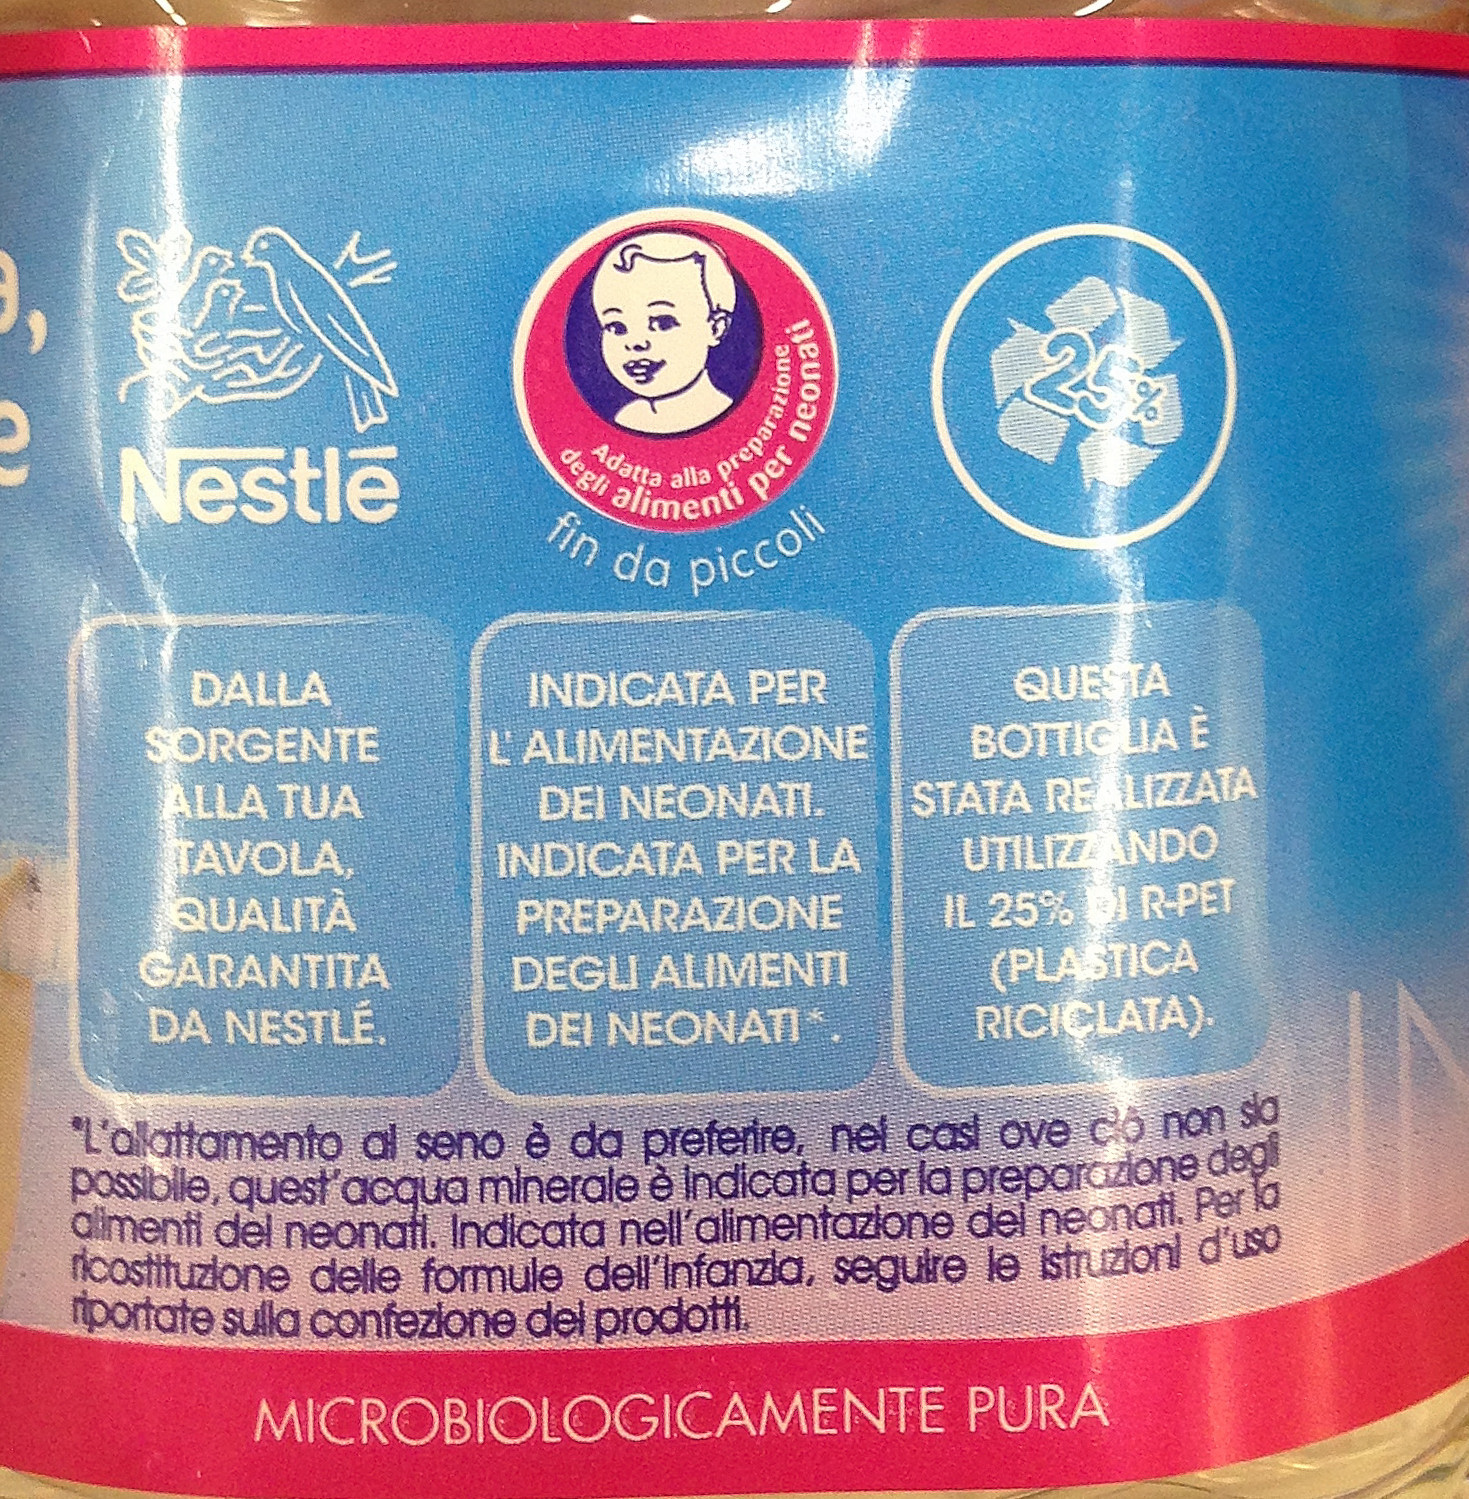 Nestlé
Adatta alla preparazione
degli alimenti per neonati
fin da piccoli
25%
DALLA
SORGENTE
ALLA TUA
TAVOLA,
QUALITÀ
GARANTITA
DA NESTLÉ.
INDICATA PER
L'ALIMENTAZIONE
DEI NEONATI.
INDICATA PER LA
PREPARAZIONE
DEGLI ALIMENTI
DEI NEONATI*.
QUESTA
BOTTIGLIA È
STATA REALIZZATA
UTILIZZANDO
IL 25% DI R-PET
(PLASTICA
RICICLATA).
*L'allattamento al seno è da preferire, nei casi ove ciò non sia
possibile, quest'acqua minerale è indicata per la preparazione degli
alimenti dei neonati. Indicata nell'alimentazione dei neonati. Per la
ricostituzione delle formule dell'infanzia, seguire le istruzioni d'uso
riportate sulla confezione dei prodotti.
MICROBIOLOGICAMENTE PURA